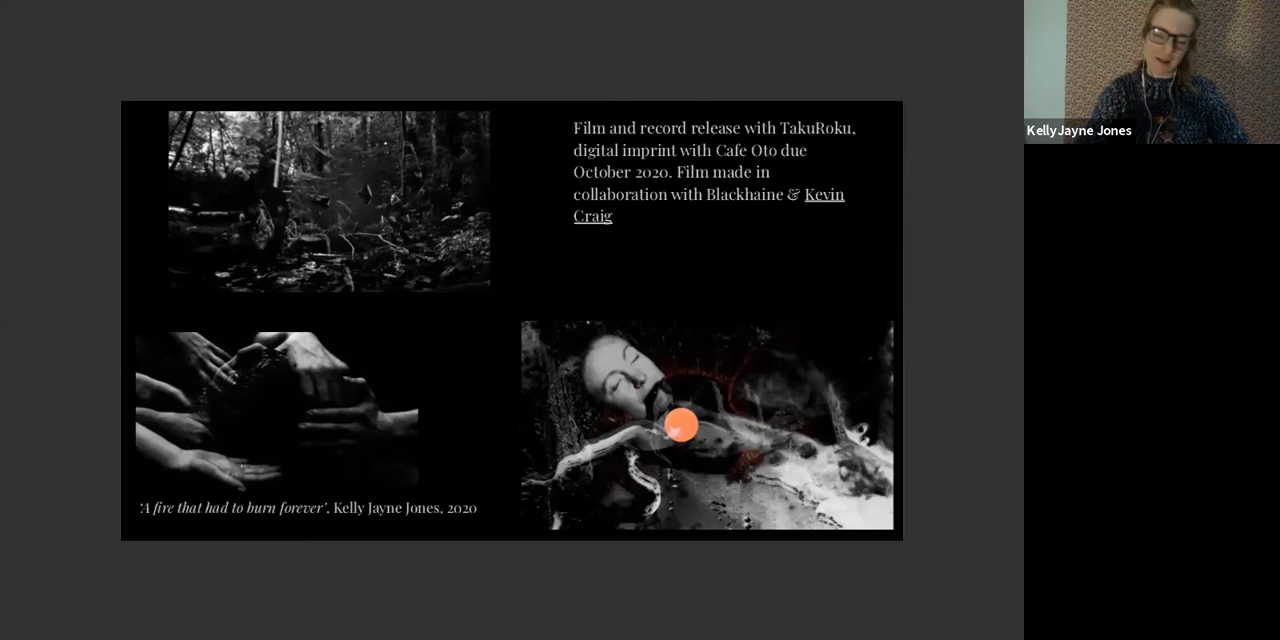 Film and record release with TakuRoku,
digital imprint with Cafe Oto due
October 2020. Film made in
collaboration with Blackhaine & Kevin
Craig
'A fire that had to burn forever', Kelly Jayne Jones, 2020
KellyJayne Jones